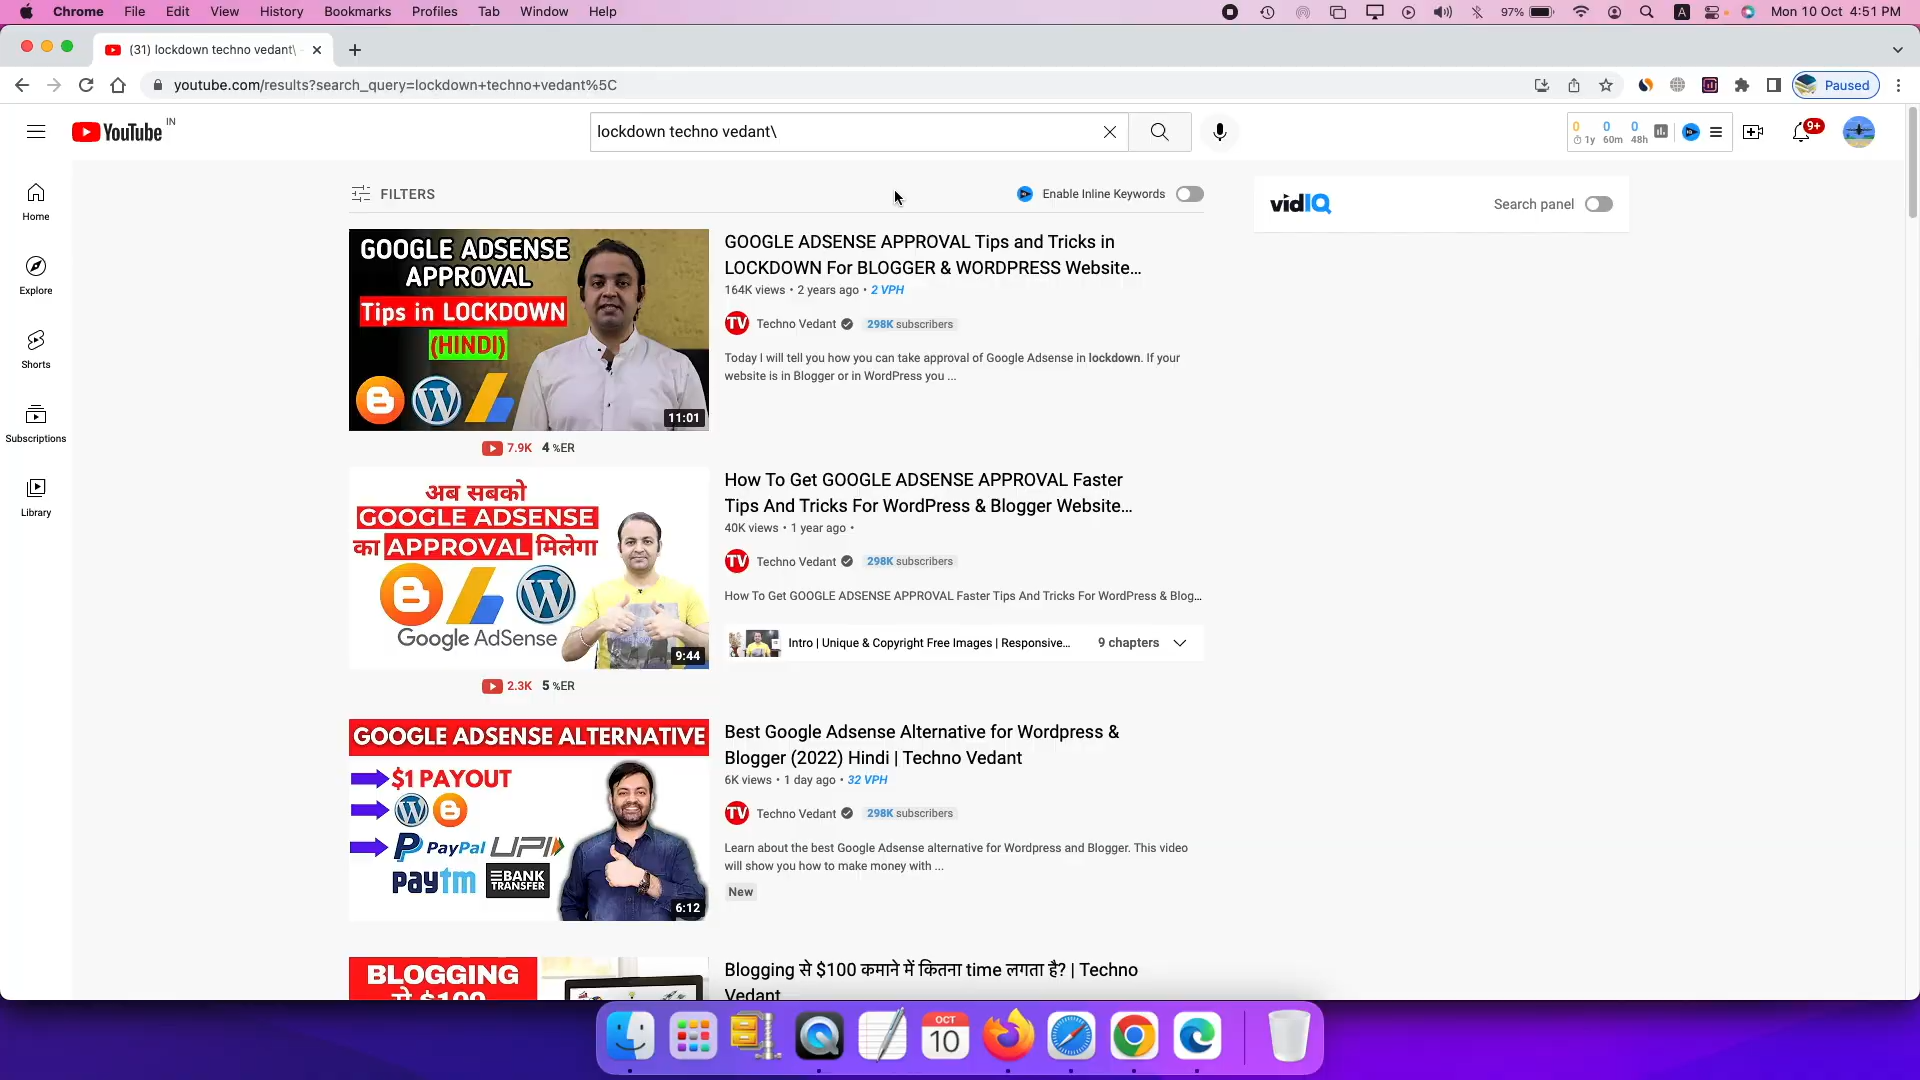 Chrome File Edit View History Bookmarks Profiles Tab Window Help
97% A Mon 10 Oct 4:51 PM
(31) lockdown techno vedant\
youtube.com/results?search_query=lockdown+techno+vedant%5C
Paused
YouTube IN
lockdown techno vedant\
0 0 0
1y 60m 48h
9+
Home
Explore
Shorts
Subscriptions
Library
FILTERS
Enable Inline Keywords
vidIQ
Search panel
GOOGLE ADSENSE
APPROVAL
Tips in LOCKDOWN
(HINDI)
11:01
7.9K 4 %ER
GOOGLE ADSENSE APPROVAL Tips and Tricks in
LOCKDOWN For BLOGGER & WORDPRESS Website...
164K views • 2 years ago • 2 VPH
TV Techno Vedant 298K subscribers
Today I will tell you how you can take approval of Google Adsense in lockdown. If your
website is in Blogger or in WordPress you ...
अब सबको
GOOGLE ADSENSE
का APPROVAL मिलेगा
Google AdSense
9:44
2.3K 5 %ER
How To Get GOOGLE ADSENSE APPROVAL Faster
Tips And Tricks For WordPress & Blogger Website...
40K views • 1 year ago •
TV Techno Vedant 298K subscribers
How To Get GOOGLE ADSENSE APPROVAL Faster Tips And Tricks For WordPress & Blog...
Intro | Unique & Copyright Free Images | Responsive... 9 chapters
GOOGLE ADSENSE ALTERNATIVE
$1 PAYOUT
PayPal UPI
paytm BANK TRANSFER
6:12
Best Google Adsense Alternative for Wordpress &
Blogger (2022) Hindi | Techno Vedant
6K views • 1 day ago • 32 VPH
TV Techno Vedant 298K subscribers
Learn about the best Google Adsense alternative for Wordpress and Blogger. This video
will show you how to make money with ...
New
BLOGGING
से $100
Blogging से $100 कमाने में कितना time लगता है? | Techno
Vedant
OCT
10